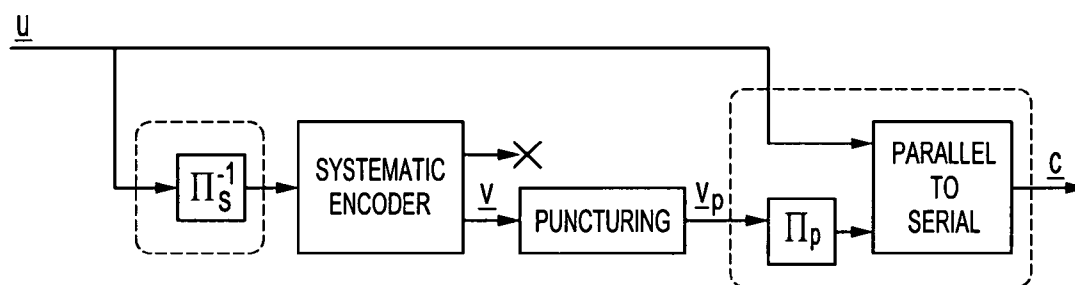 u
Π_S^-1
SYSTEMATIC
ENCODER
v
PUNCTURING
v_p
Π_p
PARALLEL
TO
SERIAL
c